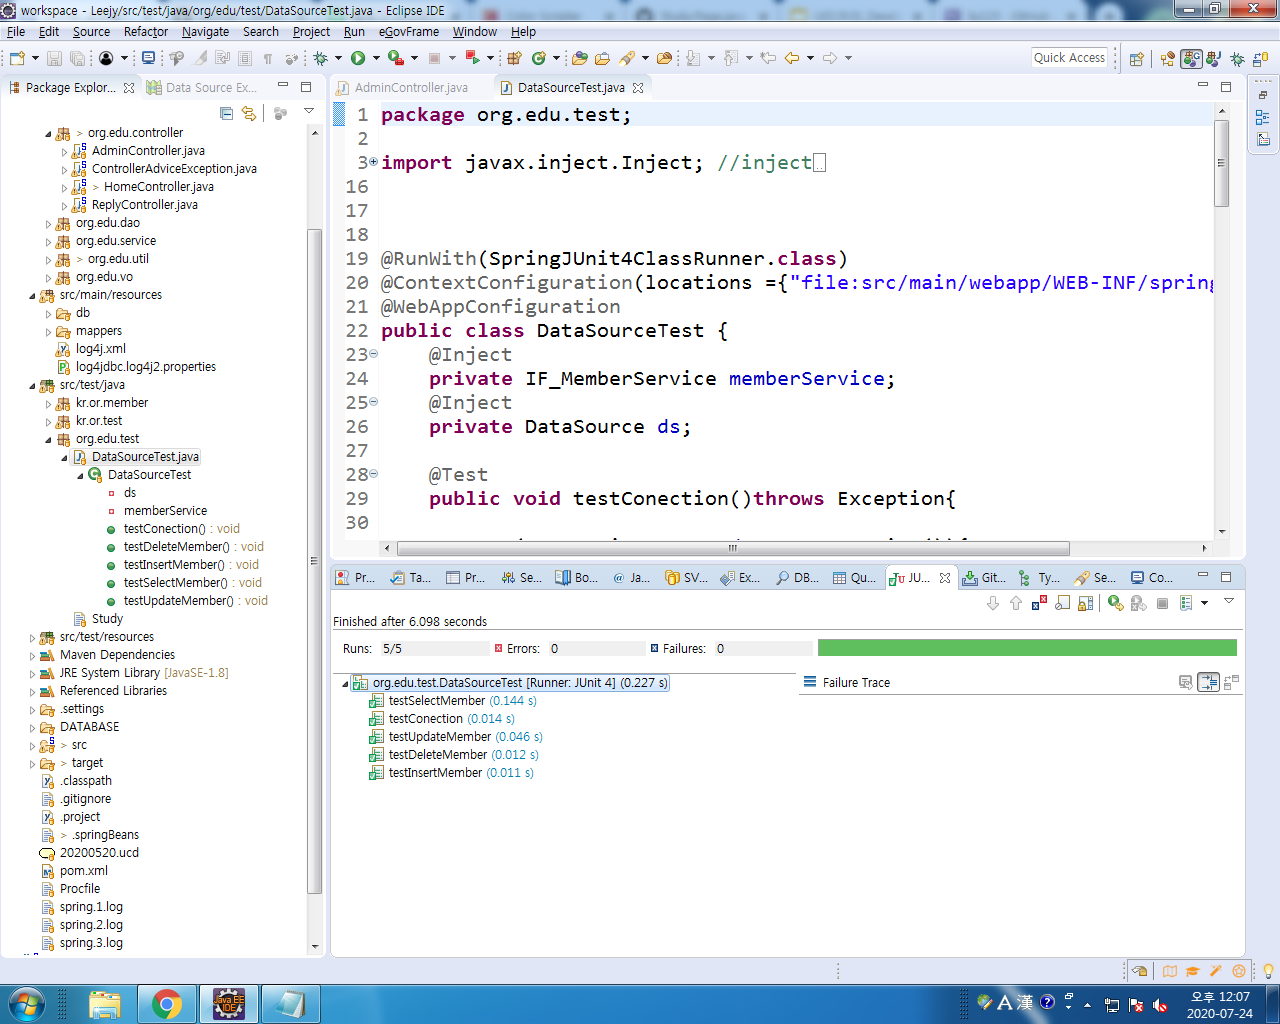 workspace - Leejy/src/test/java/org/edu/test/DataSourceTest.java - Eclipse IDE
File Edit Source Refactor Navigate Search Project Run eGovFrame Window Help
Quick Access
Package Explor... Data Source Ex...
> org.edu.controller
AdminController.java
ControllerAdviceException.java
> HomeController.java
ReplyController.java
org.edu.dao
org.edu.service
> org.edu.util
org.edu.vo
src/main/resources
db
mappers
log4j.xml
log4jdbc.log4j2.properties
src/test/java
kr.or.member
kr.or.test
org.edu.test
DataSourceTest.java
DataSourceTest
ds
memberService
testConection() : void
testDeleteMember() : void
testInsertMember() : void
testSelectMember() : void
testUpdateMember() : void
Study
src/test/resources
Maven Dependencies
JRE System Library [JavaSE-1.8]
Referenced Libraries
.settings
DATABASE
> src
> target
.classpath
.gitignore
.project
> .springBeans
20200520.ucd
pom.xml
Procfile
spring.1.log
spring.2.log
spring.3.log
AdminController.java DataSourceTest.java
1 package org.edu.test;
2
3 import javax.inject.Inject; //inject
16
17
18
19 @RunWith(SpringJUnit4ClassRunner.class)
20 @ContextConfiguration(locations ={"file:src/main/webapp/WEB-INF/spring
21 @WebAppConfiguration
22 public class DataSourceTest {
23 @Inject
24 private IF_MemberService memberService;
25 @Inject
26 private DataSource ds;
27
28 @Test
29 public void testConection()throws Exception{
30
Pr... Ta... Pr... Se... Bo... Ja... SV... Ex... DB... Qu... JU... Git... Ty... Se... Co...
Finished after 6.098 seconds
Runs: 5/5 Errors: 0 Failures: 0
org.edu.test.DataSourceTest [Runner: JUnit 4] (0.227 s)
testSelectMember (0.144 s)
testConection (0.014 s)
testUpdateMember (0.046 s)
testDeleteMember (0.012 s)
testInsertMember (0.011 s)
Failure Trace
Java EE
IDE
A 漢
오후 12:07
2020-07-24